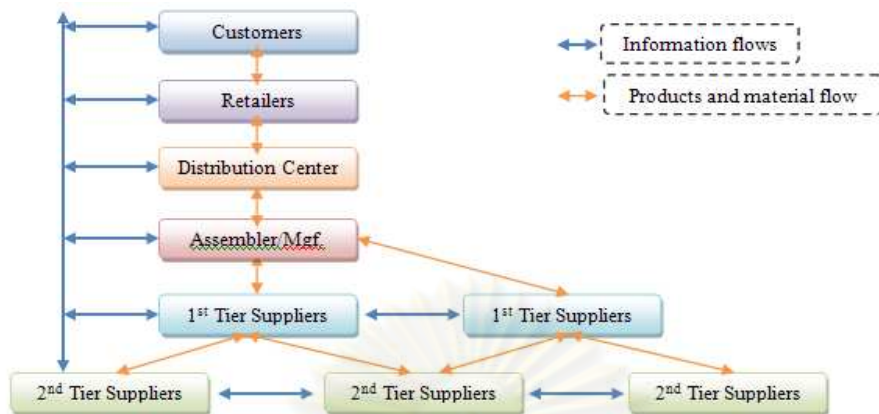 Customers
Information flows
Retailers
Products and material flow
Distribution Center
Assembler/Mgf.
1st Tier Suppliers
1st Tier Suppliers
2nd Tier Suppliers
2nd Tier Suppliers
2nd Tier Suppliers